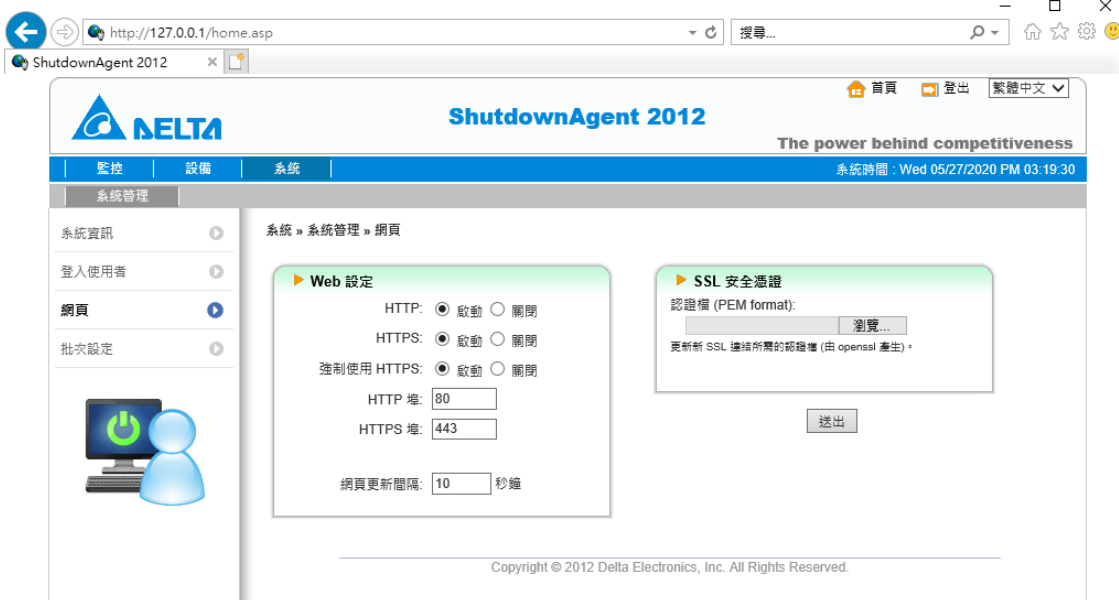 http://127.0.0.1/home.asp
搜尋...
ShutdownAgent 2012
首頁 登出 繁體中文
DELTA
ShutdownAgent 2012
The power behind competitiveness
監控 設備 系統 系統時間 : Wed 05/27/2020 PM 03:19:30
系統管理
系統資訊
登入使用者
網頁
批次設定
系統 » 系統管理 » 網頁
Web 設定
HTTP: 啟動 關閉
HTTPS: 啟動 關閉
強制使用 HTTPS: 啟動 關閉
HTTP 埠: 80
HTTPS 埠: 443
網頁更新間隔: 10 秒鐘
SSL 安全憑證
認證檔 (PEM format):
瀏覽...
更新新 SSL 連結所需的認證檔 (由 openssl 產生)。
送出
Copyright © 2012 Delta Electronics, Inc. All Rights Reserved.